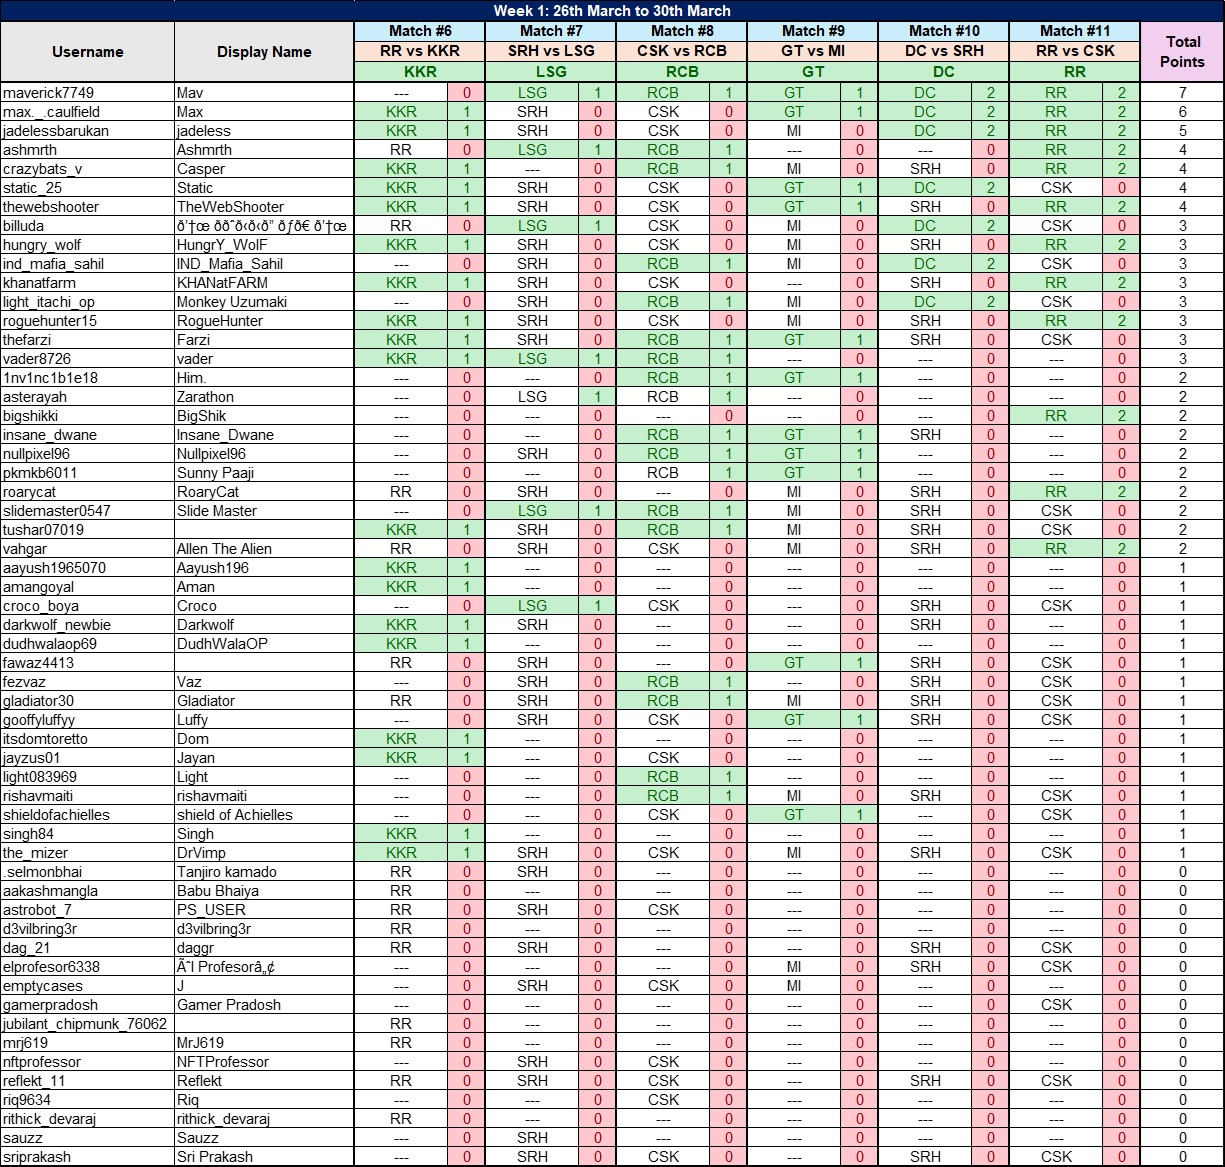 Week 1: 26th March to 30th March
Username Display Name Match #6 Match #7 Match #8 Match #9 Match #10 Match #11 Total Points
RR vs KKR SRH vs LSG CSK vs RCB GT vs MI DC vs SRH RR vs CSK
KKR LSG RCB GT DC RR
maverick7749 Mav --- 0 LSG 1 RCB 1 GT 1 DC 2 RR 2 7
max._.caulfield Max KKR 1 SRH 0 CSK 0 GT 1 DC 2 RR 2 6
jadelessbarukan jadeless KKR 1 SRH 0 CSK 0 MI 0 DC 2 RR 2 5
ashmrth Ashmrth RR 0 LSG 1 RCB 1 --- 0 --- 0 RR 2 4
crazybats_v Casper KKR 1 --- 0 RCB 1 MI 0 SRH 0 RR 2 4
static_25 Static KKR 1 SRH 0 CSK 0 GT 1 DC 2 CSK 0 4
thewebshooter TheWebShooter KKR 1 SRH 0 CSK 0 GT 1 SRH 0 RR 2 4
billuda RR 0 LSG 1 CSK 0 MI 0 DC 2 CSK 0 3
hungry_wolf HungrY_WolF KKR 1 SRH 0 CSK 0 MI 0 SRH 0 RR 2 3
ind_mafia_sahil IND_Mafia_Sahil --- 0 SRH 0 RCB 1 MI 0 DC 2 CSK 0 3
khanatfarm KHANatFARM KKR 1 SRH 0 CSK 0 --- 0 SRH 0 RR 2 3
light_itachi_op Monkey Uzumaki --- 0 SRH 0 RCB 1 MI 0 DC 2 CSK 0 3
roguehunter15 RogueHunter KKR 1 SRH 0 CSK 0 MI 0 SRH 0 RR 2 3
thefarzi Farzi KKR 1 SRH 0 RCB 1 GT 1 SRH 0 CSK 0 3
vader8726 vader KKR 1 LSG 1 RCB 1 --- 0 --- 0 --- 0 3
1nv1nc1b1e18 Him. --- 0 --- 0 RCB 1 GT 1 --- 0 --- 0 2
asterayah Zarathon --- 0 LSG 1 RCB 1 --- 0 --- 0 --- 0 2
bigshikki BigShik --- 0 --- 0 --- 0 --- 0 --- 0 RR 2 2
insane_dwane Insane_Dwane --- 0 --- 0 RCB 1 GT 1 SRH 0 --- 0 2
nullpixel96 Nullpixel96 --- 0 SRH 0 RCB 1 GT 1 --- 0 --- 0 2
pkmkb6011 Sunny Paaji --- 0 --- 0 RCB 1 GT 1 --- 0 --- 0 2
roarycat RoaryCat RR 0 SRH 0 --- 0 MI 0 SRH 0 RR 2 2
slidemaster0547 Slide Master --- 0 LSG 1 RCB 1 MI 0 SRH 0 CSK 0 2
tushar07019 KKR 1 SRH 0 RCB 1 MI 0 SRH 0 CSK 0 2
vahgar Allen The Alien RR 0 SRH 0 CSK 0 MI 0 SRH 0 RR 2 2
aayush1965070 Aayush196 KKR 1 --- 0 --- 0 --- 0 --- 0 --- 0 1
amangoyal Aman KKR 1 --- 0 --- 0 --- 0 --- 0 --- 0 1
croco_boya Croco --- 0 LSG 1 CSK 0 --- 0 SRH 0 CSK 0 1
darkwolf_newbie Darkwolf KKR 1 SRH 0 --- 0 --- 0 --- 0 --- 0 1
dudhwalaop69 DudhWalaOP KKR 1 --- 0 --- 0 --- 0 --- 0 --- 0 1
fawaz4413 RR 0 SRH 0 --- 0 GT 1 SRH 0 CSK 0 1
fezvaz Vaz --- 0 SRH 0 RCB 1 --- 0 SRH 0 CSK 0 1
gladiator30 Gladiator RR 0 SRH 0 RCB 1 MI 0 SRH 0 CSK 0 1
gooffyluffyy Luffy --- 0 SRH 0 CSK 0 GT 1 SRH 0 CSK 0 1
itsdomtoretto Dom KKR 1 --- 0 --- 0 --- 0 --- 0 --- 0 1
jayzus01 Jayan KKR 1 --- 0 CSK 0 --- 0 --- 0 --- 0 1
light083969 Light --- 0 --- 0 RCB 1 --- 0 --- 0 --- 0 1
rishavmaiti rishavmaiti --- 0 --- 0 RCB 1 MI 0 SRH 0 CSK 0 1
shieldofachielles shield of Achielles --- 0 --- 0 CSK 0 GT 1 --- 0 CSK 0 1
singh84 Singh KKR 1 --- 0 --- 0 --- 0 --- 0 --- 0 1
the_mizer DrVimp KKR 1 SRH 0 CSK 0 MI 0 SRH 0 CSK 0 1
.selmonbhai Tanjiro kamado RR 0 SRH 0 --- 0 --- 0 --- 0 --- 0 0
aakashmangla Babu Bhaiya RR 0 --- 0 --- 0 --- 0 --- 0 --- 0 0
astrobot_7 PS_USER RR 0 SRH 0 CSK 0 --- 0 --- 0 --- 0 0
d3vilbring3r d3vilbring3r RR 0 --- 0 --- 0 --- 0 --- 0 --- 0 0
dag_21 daggr RR 0 SRH 0 --- 0 --- 0 SRH 0 CSK 0 0
elprofesor6338 Ãˆl Profesorâ„¢ --- 0 --- 0 --- 0 MI 0 SRH 0 CSK 0 0
emptycases J --- 0 SRH 0 CSK 0 MI 0 --- 0 --- 0 0
gamerpradosh Gamer Pradosh --- 0 --- 0 --- 0 --- 0 --- 0 CSK 0 0
jubilant_chipmunk_76062 RR 0 --- 0 --- 0 --- 0 --- 0 --- 0 0
mrj619 MrJ619 RR 0 --- 0 --- 0 --- 0 --- 0 --- 0 0
nftprofessor NFTProfessor --- 0 SRH 0 CSK 0 --- 0 --- 0 --- 0 0
reflekt_11 Reflekt RR 0 SRH 0 CSK 0 --- 0 SRH 0 CSK 0 0
riq9634 Riq --- 0 --- 0 CSK 0 --- 0 --- 0 --- 0 0
rithick_devaraj rithick_devaraj RR 0 --- 0 --- 0 --- 0 --- 0 --- 0 0
sauzz Sauzz --- 0 SRH 0 --- 0 --- 0 --- 0 --- 0 0
sriprakash Sri Prakash --- 0 SRH 0 CSK 0 --- 0 SRH 0 CSK 0 0